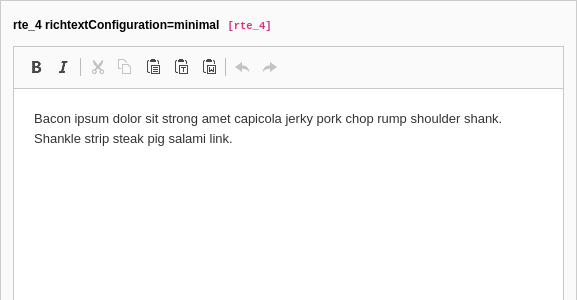 rte_4 richtextConfiguration=minimal [rte_4]
B I
Bacon ipsum dolor sit strong amet capicola jerky pork chop rump shoulder shank.
Shankle strip steak pig salami link.